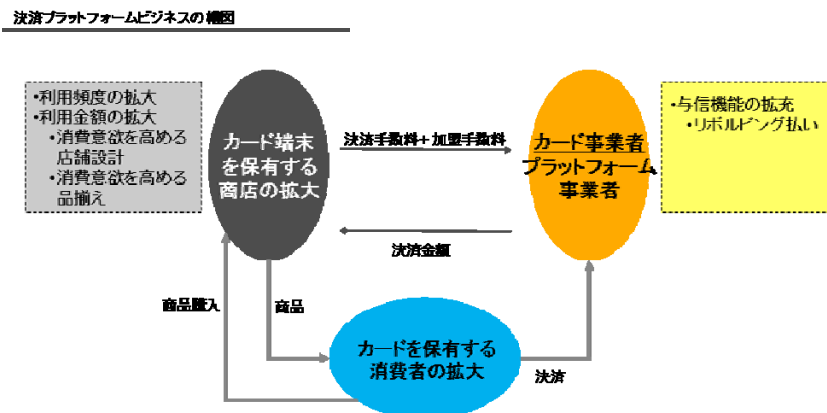 決済プラットフォームビジネスの構図
・利用頻度の拡大
・利用金額の拡大
・消費意欲を高める
店舗設計
・消費意欲を高める
品揃え
カード端末
を保有する
商店の拡大
決済手数料+加盟手数料
カード事業者
プラットフォーム
事業者
・与信機能の拡充
・リボルビング払い
決済金額
商品購入
商品
カードを保有する
消費者の拡大
決済